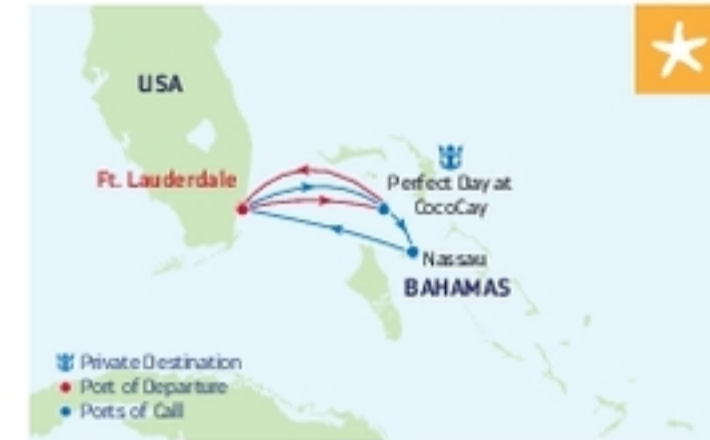 USA
Ft. Lauderdale
Perfect Day at
CocoCay
Nassau
BAHAMAS
Private Destination
Port of Departure
Ports of Call